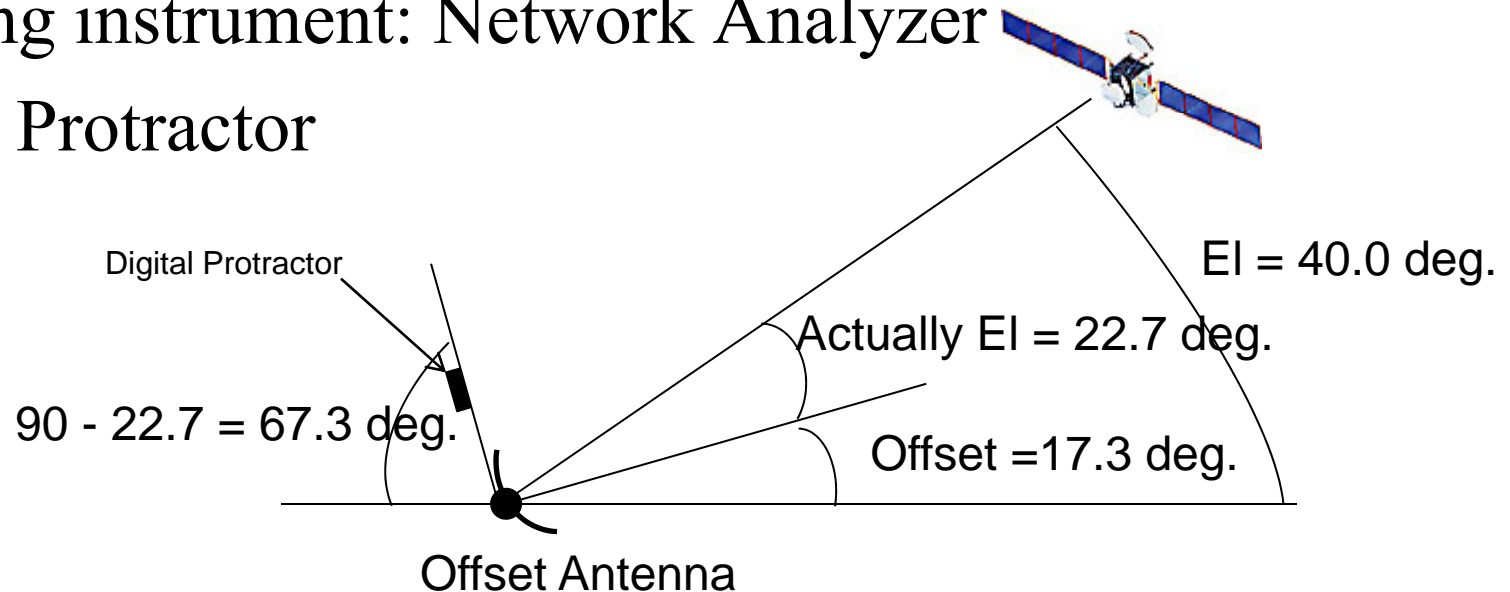 ng instrument: Network Analyzer
Protractor
Digital Protractor
El = 40.0 deg.
Actually El = 22.7 deg.
90 - 22.7 = 67.3 deg.
Offset =17.3 deg.
Offset Antenna